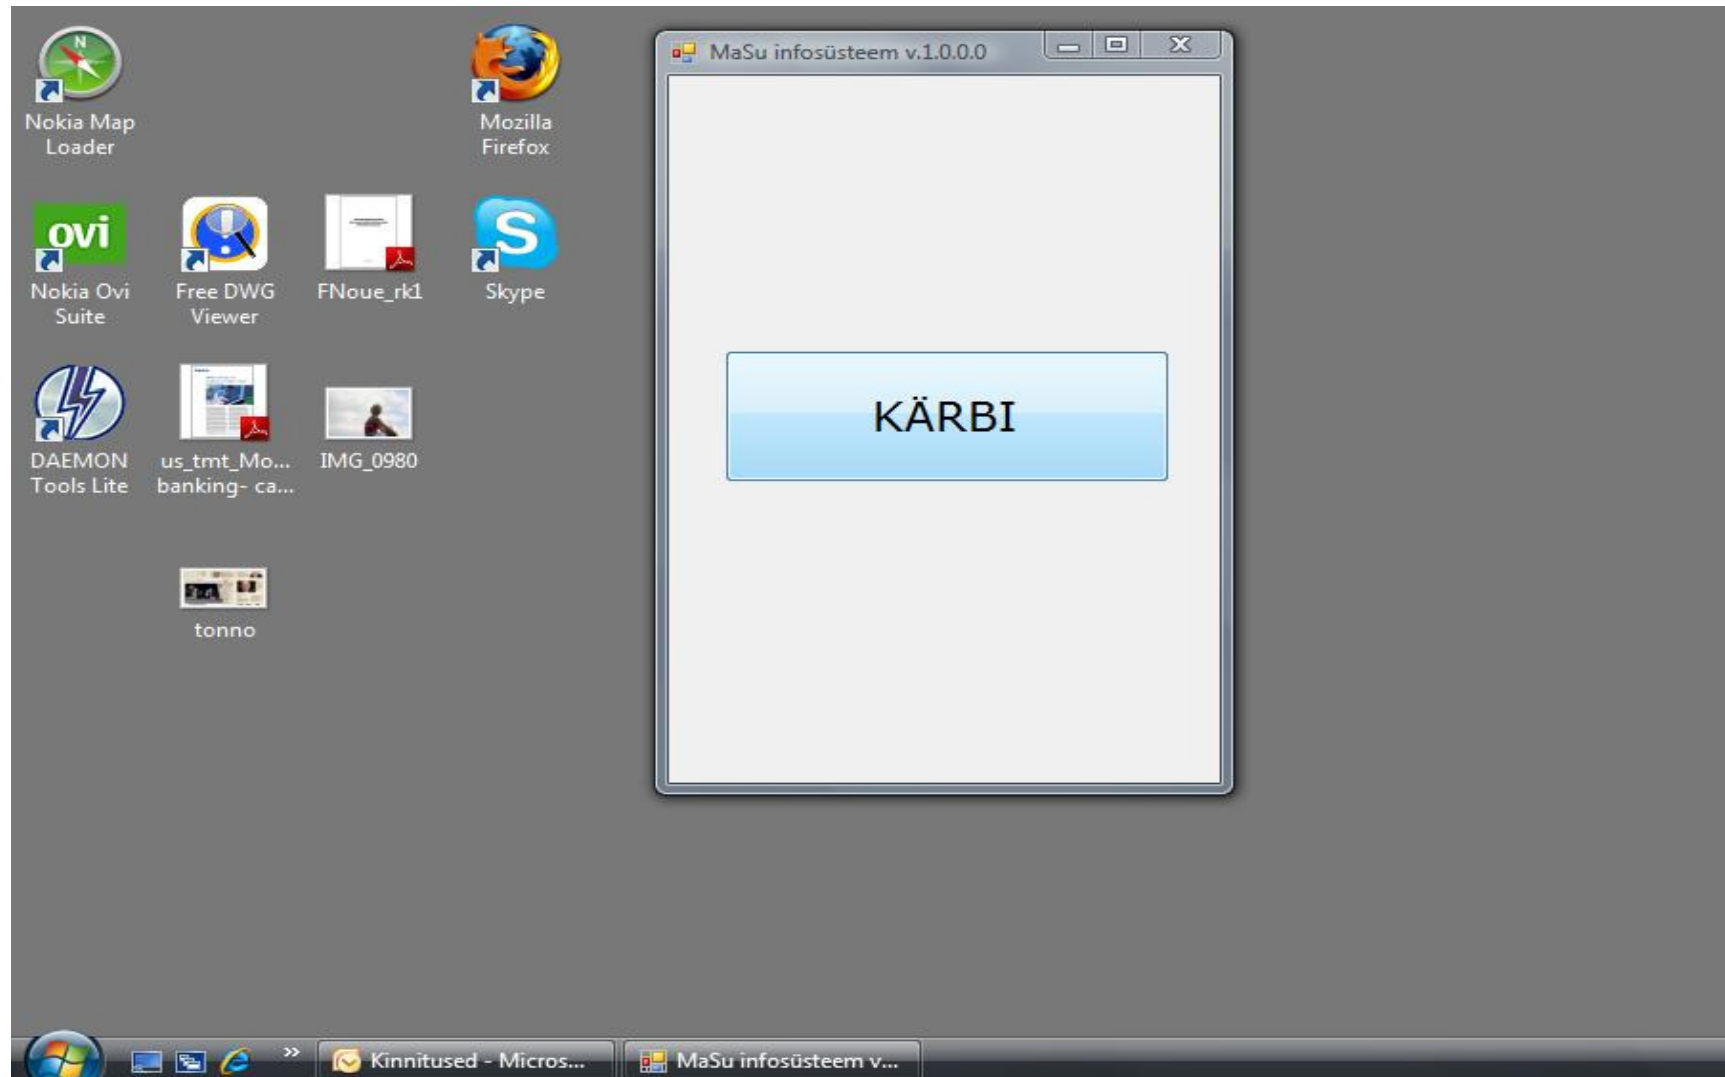 Nokia Map
Loader
Mozilla
Firefox
ovi
Nokia Ovi
Suite
Free DWG
Viewer
FNoue_rk1
S
Skype
DAEMON
Tools Lite
us_tmt_Mo...
banking- ca...
IMG_0980
tonno
MaSu infosüsteem v.1.0.0.0
KÄRBI
Kinnitused - Micros...
MaSu infosüsteem v...